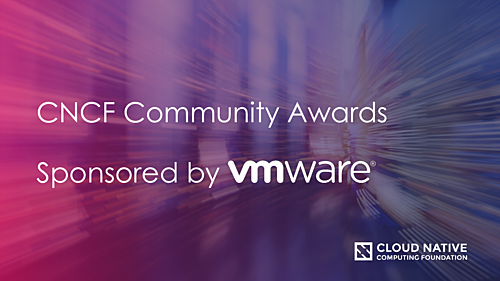 CNCF Community Awards
Sponsored by vmware®
CLOUD NATIVE
COMPUTING FOUNDATION